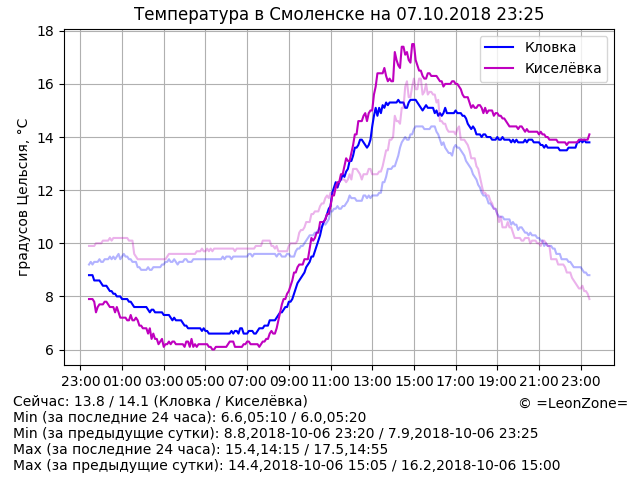 Температура в Смоленске на 07.10.2018 23:25
18
16
14
12
10
8
6
градусов Цельсия, °C
Кловка
Киселёвка
23:00 01:00 03:00 05:00 07:00 09:00 11:00 13:00 15:00 17:00 19:00 21:00 23:00
Сейчас: 13.8 / 14.1 (Кловка / Киселёвка)
© =LeonZone=
Min (за последние 24 часа): 6.6,05:10 / 6.0,05:20
Min (за предыдущие сутки): 8.8,2018-10-06 23:20 / 7.9,2018-10-06 23:25
Max (за последние 24 часа): 15.4,14:15 / 17.5,14:55
Max (за предыдущие сутки): 14.4,2018-10-06 15:05 / 16.2,2018-10-06 15:00